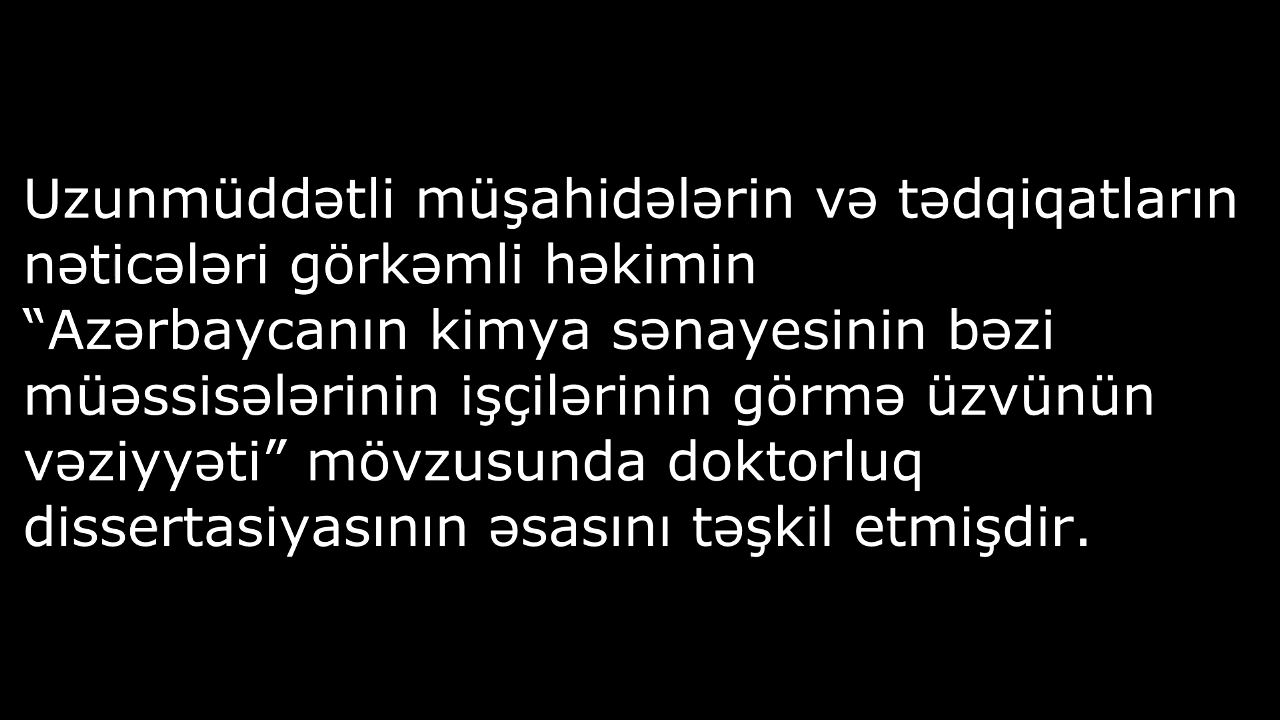 Uzunmüddətli müşahidələrin və tədqiqatların
nəticələri görkəmli həkimin
“Azərbaycanın kimya sənayesinin bəzi
müəssisələrinin işçilərinin görmə üzvünün
vəziyyəti” mövzusunda doktorluq
dissertasiyasının əsasını təşkil etmişdir.